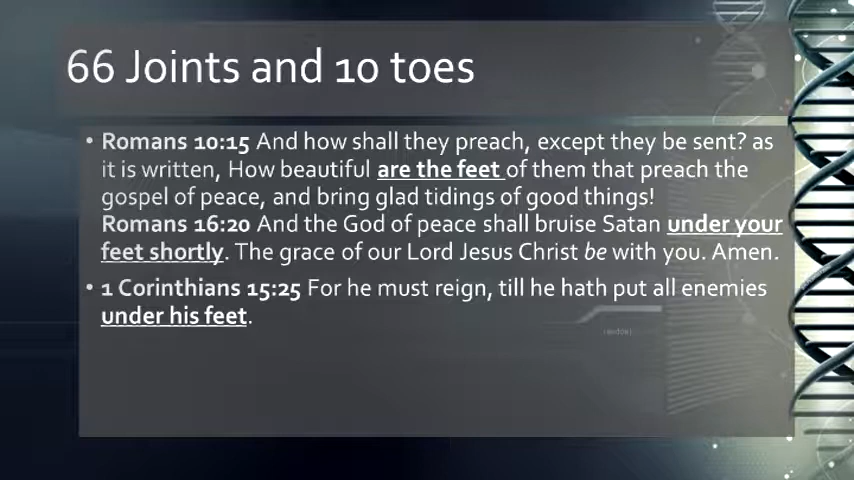 66 Joints and 10 toes
• Romans 10:15 And how shall they preach, except they be sent? as
it is written, How beautiful are the feet of them that preach the
gospel of peace, and bring glad tidings of good things!
Romans 16:20 And the God of peace shall bruise Satan under your
feet shortly. The grace of our Lord Jesus Christ be with you. Amen.
• 1 Corinthians 15:25 For he must reign, till he hath put all enemies
under his feet.